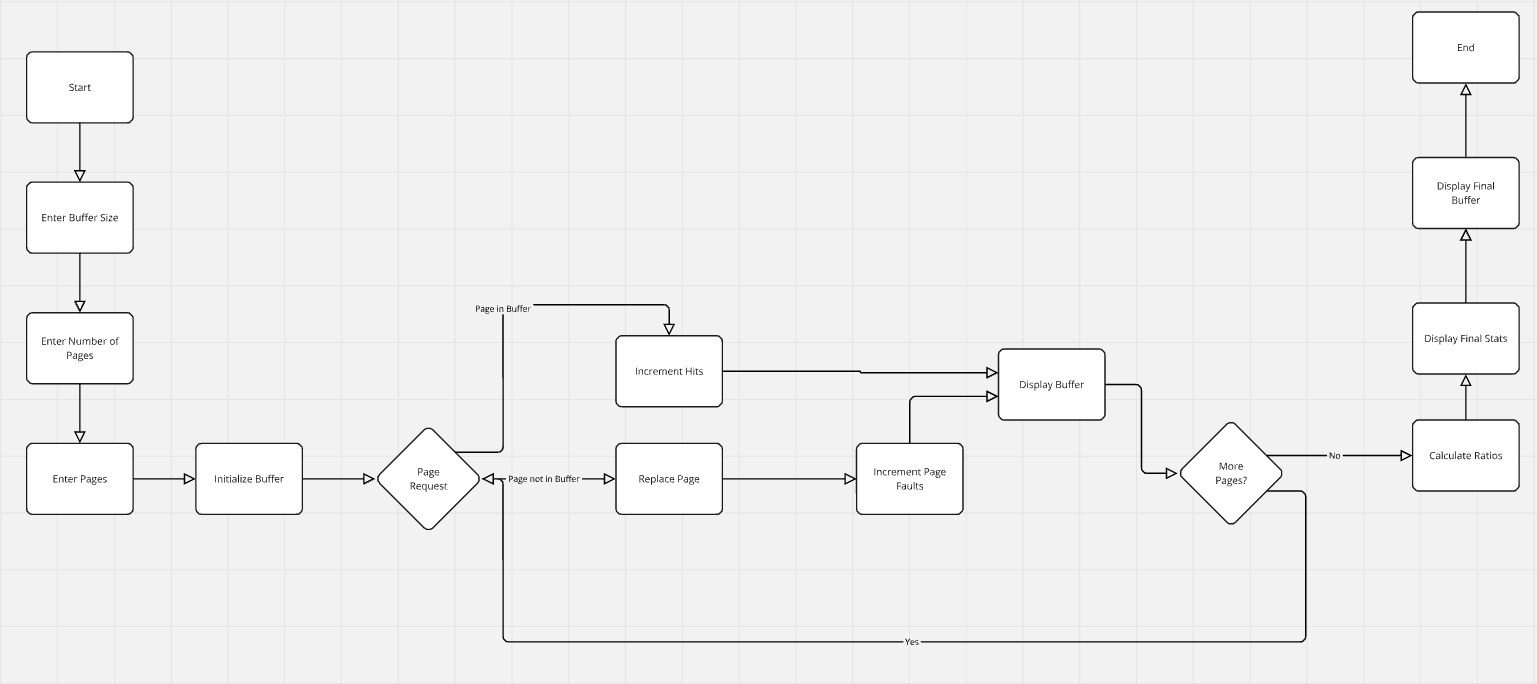 Start
Enter Buffer Size
Enter Number of
Pages
Enter Pages
Initialize Buffer
Page
Request
Page in Buffer
Increment Hits
Page not in Buffer
Replace Page
Increment Page
Faults
Display Buffer
More
Pages?
Yes
No
Calculate Ratios
Display Final Stats
Display Final
Buffer
End